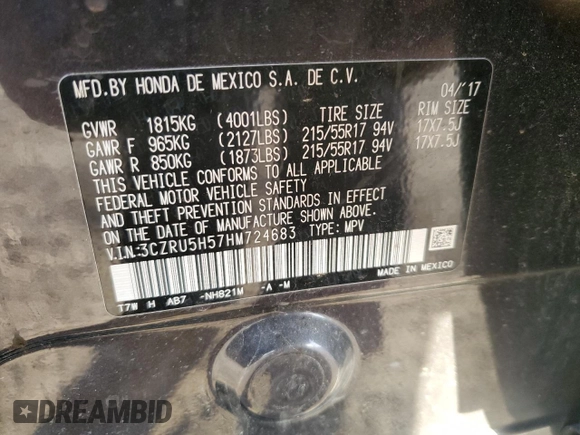 MFD.BY HONDA DE MEXICO S.A. DE C.V.
04/'17
GVWR 1815KG (4001LBS) TIRE SIZE RIM SIZE
GAWR F 965KG (2127LBS) 215/55R17 94V 17X7.5J
GAWR R 850KG (1873LBS) 215/55R17 94V 17X7.5J
THIS VEHICLE CONFORMS TO ALL APPLICABLE
FEDERAL MOTOR VEHICLE SAFETY
AND THEFT PREVENTION STANDARDS IN EFFECT
ON THE DATE OF MANUFACTURE SHOWN ABOVE.
V.I.N:3CZRU5H57HM724683 TYPE: MPV
T7W H AB7 -NH821M -A -M
MADE IN MEXICO
DREAMBID